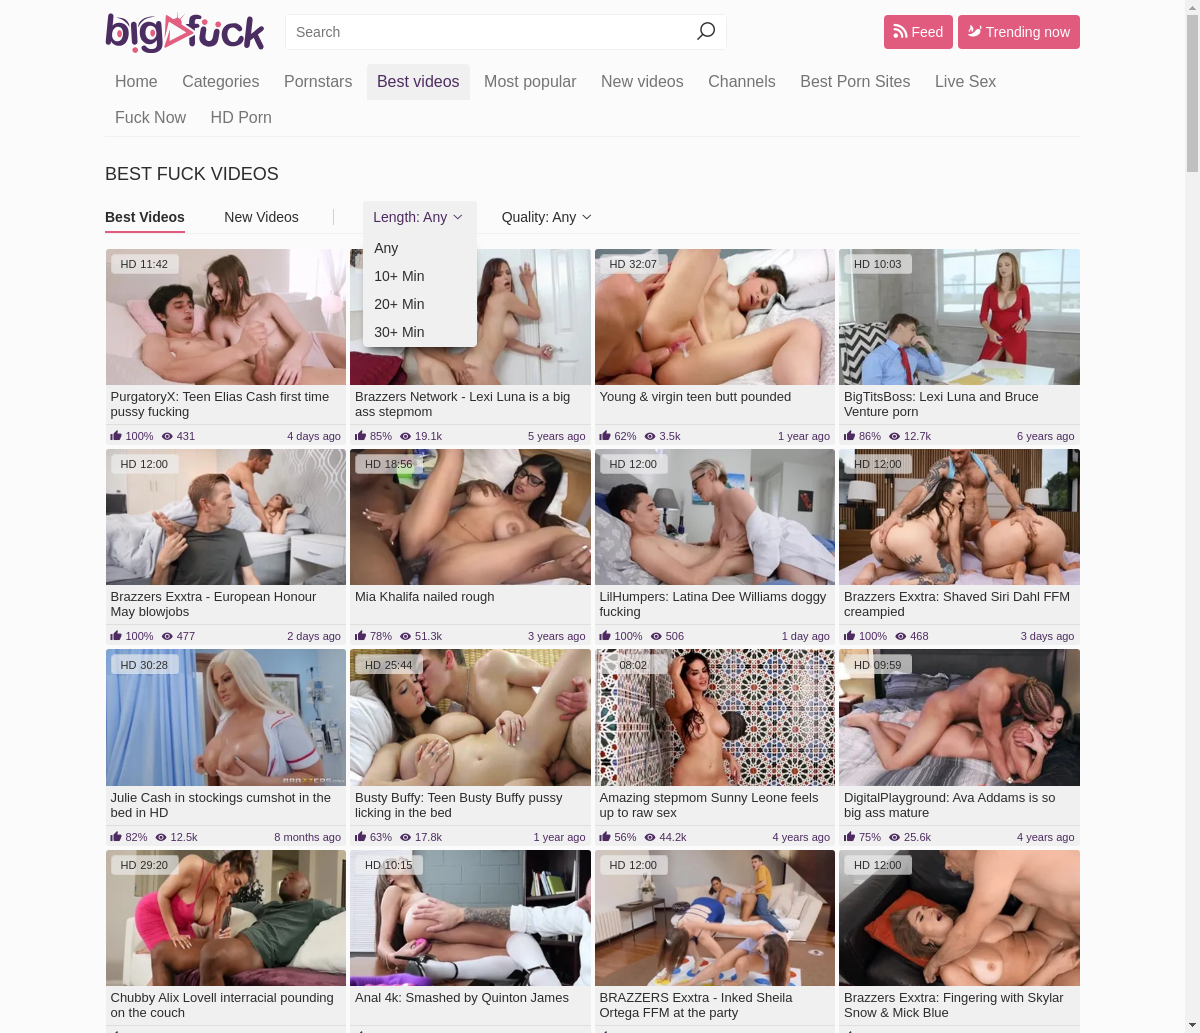 bigfuck
Search
Feed
Trending now
Home Categories Pornstars Best videos Most popular New videos Channels Best Porn Sites Live Sex
Fuck Now HD Porn
BEST FUCK VIDEOS
Best Videos New Videos Length: Any Quality: Any
Any
10+ Min
20+ Min
30+ Min
HD 11:42
PurgatoryX: Teen Elias Cash first time
pussy fucking
100% 431 4 days ago
Brazzers Network - Lexi Luna is a big
ass stepmom
85% 19.1k 5 years ago
HD 32:07
Young & virgin teen butt pounded
62% 3.5k 1 year ago
HD 10:03
BigTitsBoss: Lexi Luna and Bruce
Venture porn
86% 12.7k 6 years ago
HD 12:00
Brazzers Exxtra - European Honour
May blowjobs
100% 477 2 days ago
HD 18:56
Mia Khalifa nailed rough
78% 51.3k 3 years ago
HD 12:00
LilHumpers: Latina Dee Williams doggy
fucking
100% 506 1 day ago
HD 12:00
Brazzers Exxtra: Shaved Siri Dahl FFM
creampied
100% 468 3 days ago
HD 30:28
BRAZZERS
Julie Cash in stockings cumshot in the
bed in HD
82% 12.5k 8 months ago
HD 25:44
Busty Buffy: Teen Busty Buffy pussy
licking in the bed
63% 17.8k 1 year ago
08:02
Amazing stepmom Sunny Leone feels
up to raw sex
56% 44.2k 4 years ago
HD 09:59
DigitalPlayground: Ava Addams is so
big ass mature
75% 25.6k 4 years ago
HD 29:20
Chubby Alix Lovell interracial pounding
on the couch
HD 10:15
Anal 4k: Smashed by Quinton James
HD 12:00
BRAZZERS Exxtra - Inked Sheila
Ortega FFM at the party
HD 12:00
Brazzers Exxtra: Fingering with Skylar
Snow & Mick Blue